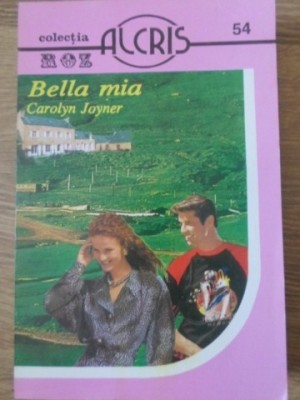 colecția
ROZ
ALCRIS
54
Bella mia
Carolyn Joyner